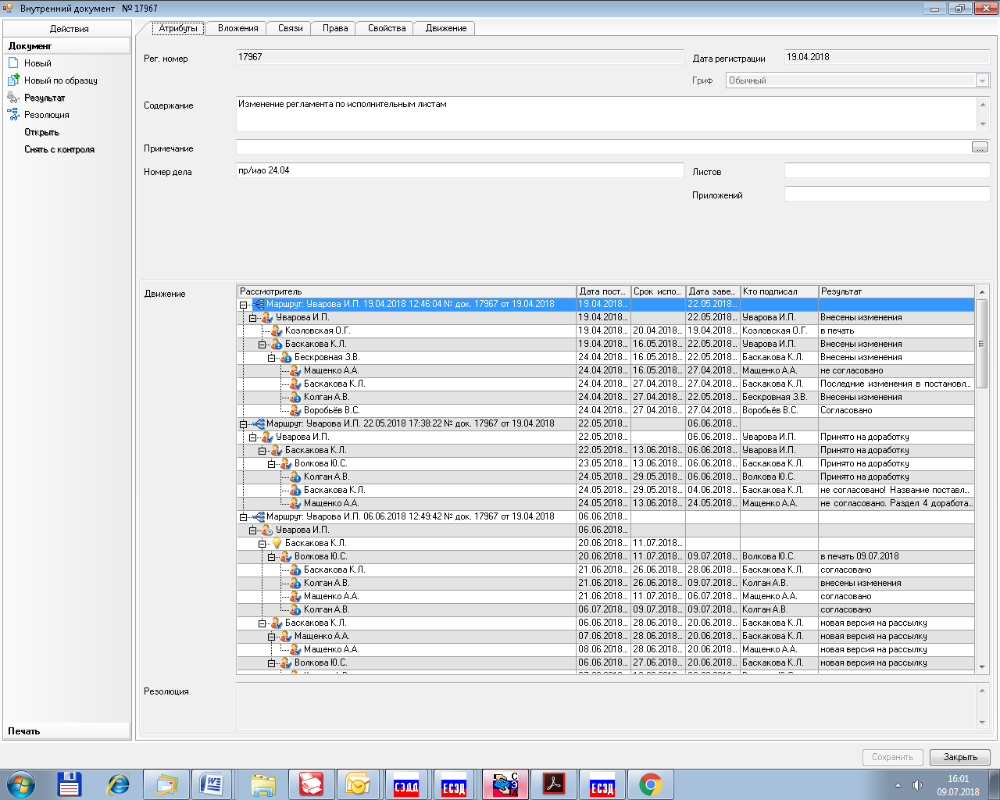 Внутренний документ № 17967
Действия
Документ
Новый
Новый по образцу
Результат
Резолюция
Открыть
Снять с контроля
Печать
Атрибуты Вложения Связи Права Свойства Движение
Рег. номер 17967 Дата регистрации 19.04.2018
Гриф Обычный
Содержание Изменение регламента по исполнительным листам
Примечание ...
Номер дела пр/иао 24.04 Листов
Приложений
Движение
Рассмотритель Дата пост... Срок испо... Дата заве... Кто подписал Результат
Маршрут: Уварова И.П. 19.04.2018 12:46:04 № док. 17967 от 19.04.2018 19.04.2018... 22.05.2018...
Уварова И.П. 19.04.2018... 22.05.2018... Уварова И.П. Внесены изменения
Козловская О.Г. 19.04.2018... 20.04.2018... 19.04.2018... Козловская О.Г. в печать
Баскакова К.Л. 19.04.2018... 16.05.2018... 22.05.2018... Уварова И.П. Внесены изменения
Бескровная З.В. 24.04.2018... 16.05.2018... 22.05.2018... Баскакова К.Л. Внесены изменения
Мащенко А.А. 24.04.2018... 16.05.2018... 27.04.2018... Мащенко А.А. не согласовано
Баскакова К.Л. 24.04.2018... 27.04.2018... 27.04.2018... Баскакова К.Л. Последние изменения в постановл...
Колган А.В. 24.04.2018... 27.04.2018... 27.04.2018... Бескровная З.В. Внесены изменения
Воробьёв В.С. 24.04.2018... 27.04.2018... 27.04.2018... Воробьёв В.С. Согласовано
Маршрут: Уварова И.П. 22.05.2018 17:38:22 № док. 17967 от 19.04.2018 22.05.2018... 06.06.2018...
Уварова И.П. 22.05.2018... 06.06.2018... Уварова И.П. Принято на доработку
Баскакова К.Л. 22.05.2018... 13.06.2018... 06.06.2018... Уварова И.П. Принято на доработку
Волкова Ю.С. 23.05.2018... 13.06.2018... 06.06.2018... Баскакова К.Л. Принято на доработку
Колган А.В. 24.05.2018... 29.05.2018... 06.06.2018... Волкова Ю.С. Принято на доработку
Баскакова К.Л. 24.05.2018... 29.05.2018... 04.06.2018... Баскакова К.Л. не согласовано! Название поставл...
Мащенко А.А. 24.05.2018... 13.06.2018... 24.05.2018... Мащенко А.А. не согласовано. Раздел 4 доработа...
Маршрут: Уварова И.П. 06.06.2018 12:49:42 № док. 17967 от 19.04.2018 06.06.2018...
Уварова И.П. 06.06.2018...
Баскакова К.Л. 20.06.2018... 11.07.2018...
Волкова Ю.С. 20.06.2018... 11.07.2018... 09.07.2018... Волкова Ю.С. в печать 09.07.2018
Баскакова К.Л. 21.06.2018... 26.06.2018... 28.06.2018... Баскакова К.Л. согласовано
Колган А.В. 21.06.2018... 26.06.2018... 09.07.2018... Колган А.В. внесены изменения
Мащенко А.А. 21.06.2018... 11.07.2018... 06.07.2018... Мащенко А.А. согласовано
Колган А.В. 06.07.2018... 09.07.2018... 09.07.2018... Колган А.В. согласовано
Баскакова К.Л. 06.06.2018... 28.06.2018... 20.06.2018... Баскакова К.Л. новая версия на рассылку
Мащенко А.А. 07.06.2018... 28.06.2018... 20.06.2018... Баскакова К.Л. новая версия на рассылку
Мащенко А.А. 08.06.2018... 28.06.2018... 20.06.2018... Мащенко А.А. новая версия на рассылку
Волкова Ю.С. 06.06.2018... 27.06.2018... 20.06.2018... Баскакова К.Л. новая версия на рассылку
Резолюция
Сохранить Закрыть
СЭДД ЕСЭД СЭД ЕСЭД
16:01
09.07.2018